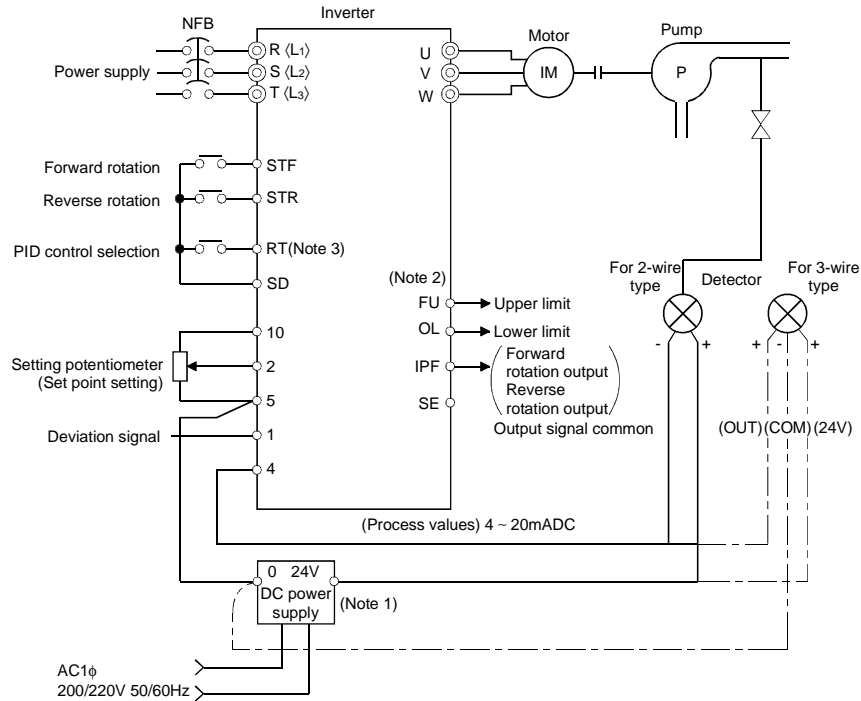 Inverter
NFB
Motor
Pump
Power supply
R ⟨L₁⟩
S ⟨L₂⟩
T ⟨L₃⟩
U
V
W
IM
P
Forward rotation
STF
Reverse rotation
STR
PID control selection
RT(Note 3)
SD
(Note 2)
FU
Upper limit
OL
Lower limit
IPF
Forward
rotation output
Reverse
rotation output
SE
Output signal common
For 2-wire
type
Detector
For 3-wire
type
- +
+ - +
(OUT)(COM)(24V)
10
Setting potentiometer
(Set point setting)
2
5
Deviation signal
1
4
(Process values) 4 ~ 20mADC
0 24V
DC power
supply
(Note 1)
AC1ϕ
200/220V 50/60Hz